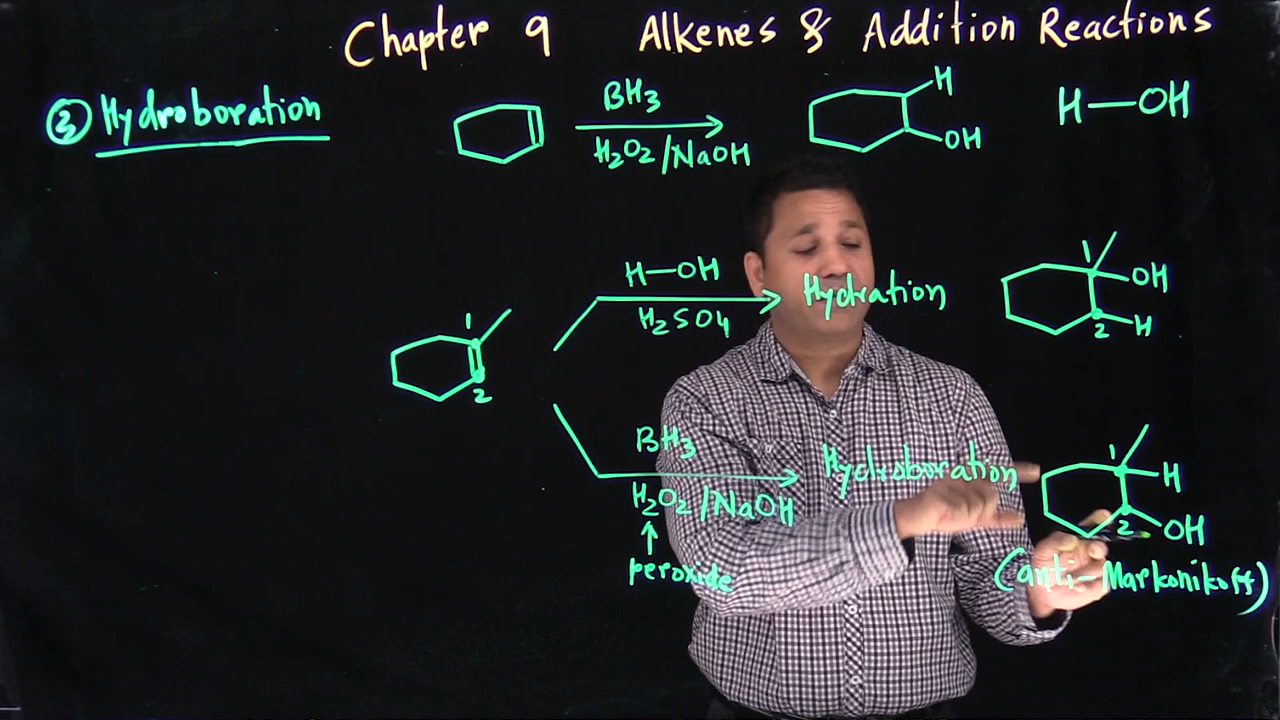 Chapter 9 Alkenes & Addition Reactions
③ Hydroboration
BH3
H2O2/NaOH
H
OH
H—OH
H—OH
H2SO4
Hydration
1
OH
2
H
1
2
BH3
H2O2/NaOH
Hydroboration
1
H
2
OH
peroxide
(anti-Markonikoff)